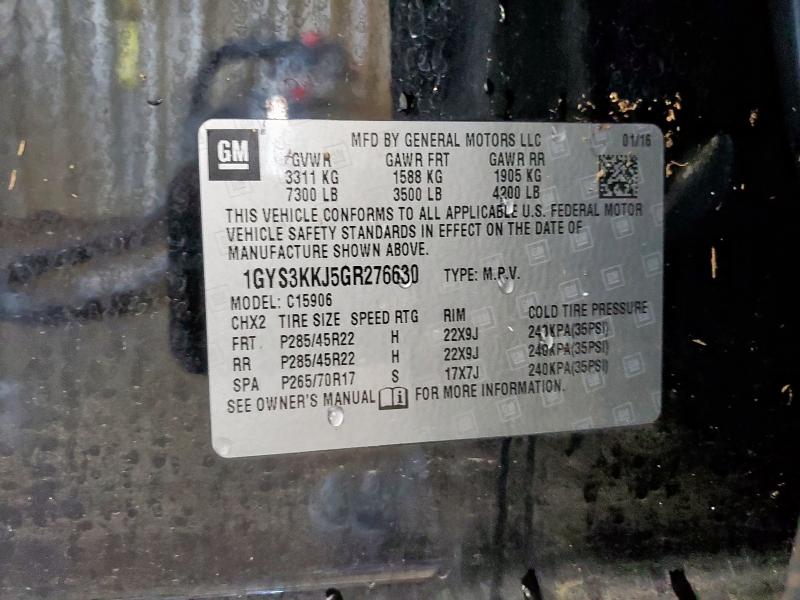 GM
MFD BY GENERAL MOTORS LLC 01/16
GVWR GAWR FRT GAWR RR
3311 KG 1588 KG 1905 KG
7300 LB 3500 LB 4200 LB
THIS VEHICLE CONFORMS TO ALL APPLICABLE U.S. FEDERAL MOTOR
VEHICLE SAFETY STANDARDS IN EFFECT ON THE DATE OF
MANUFACTURE SHOWN ABOVE.
1GYS3KKJ5GR276630 TYPE: M.P.V.
MODEL: C15906
CHX2 TIRE SIZE SPEED RTG RIM COLD TIRE PRESSURE
FRT P285/45R22 H 22X9J 240KPA(35PSI)
RR P285/45R22 H 22X9J 240KPA(35PSI)
SPA P265/70R17 S 17X7J 240KPA(35PSI)
SEE OWNER'S MANUAL FOR MORE INFORMATION.